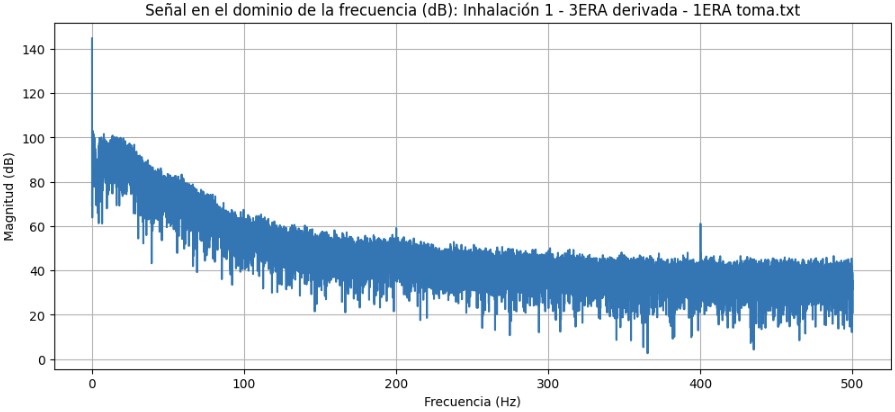 Señal en el dominio de la frecuencia (dB): Inhalación 1 - 3ERA derivada - 1ERA toma.txt
140
120
100
80
60
40
20
0
Magnitud (dB)
0 100 200 300 400 500
Frecuencia (Hz)